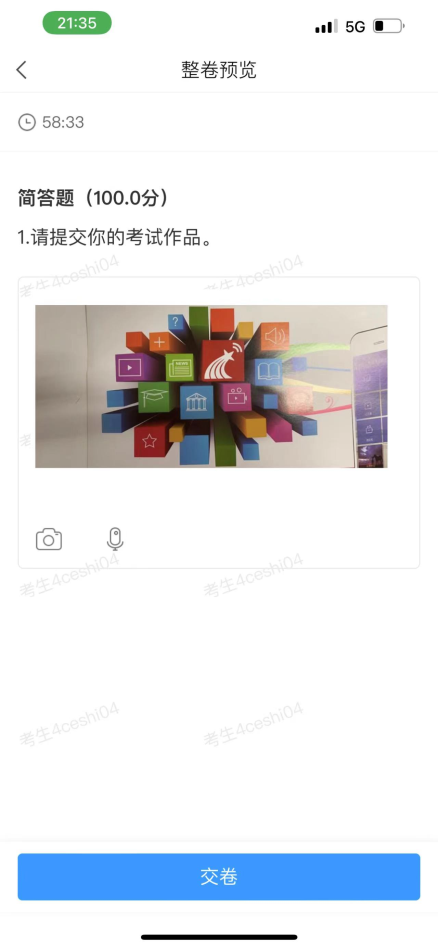 21:35
5G
整卷预览
58:33
简答题（100.0分）
1.请提交你的考试作品。
考生4ceshi04
考生4ceshi04
?
NEWS
考
考生4ceshi04
考生4ceshi04
考生4ceshi04
考生4ceshi04
交卷